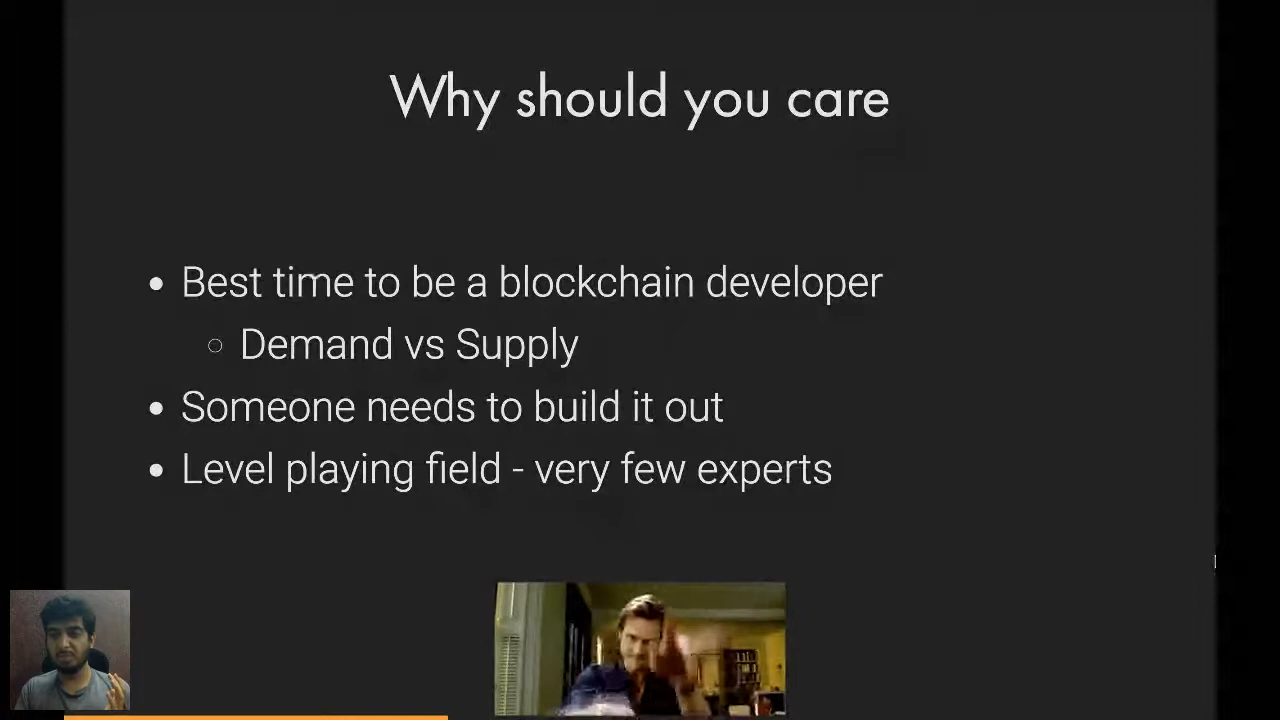 Why should you care
Best time to be a blockchain developer
Demand vs Supply
Someone needs to build it out
Level playing field - very few experts